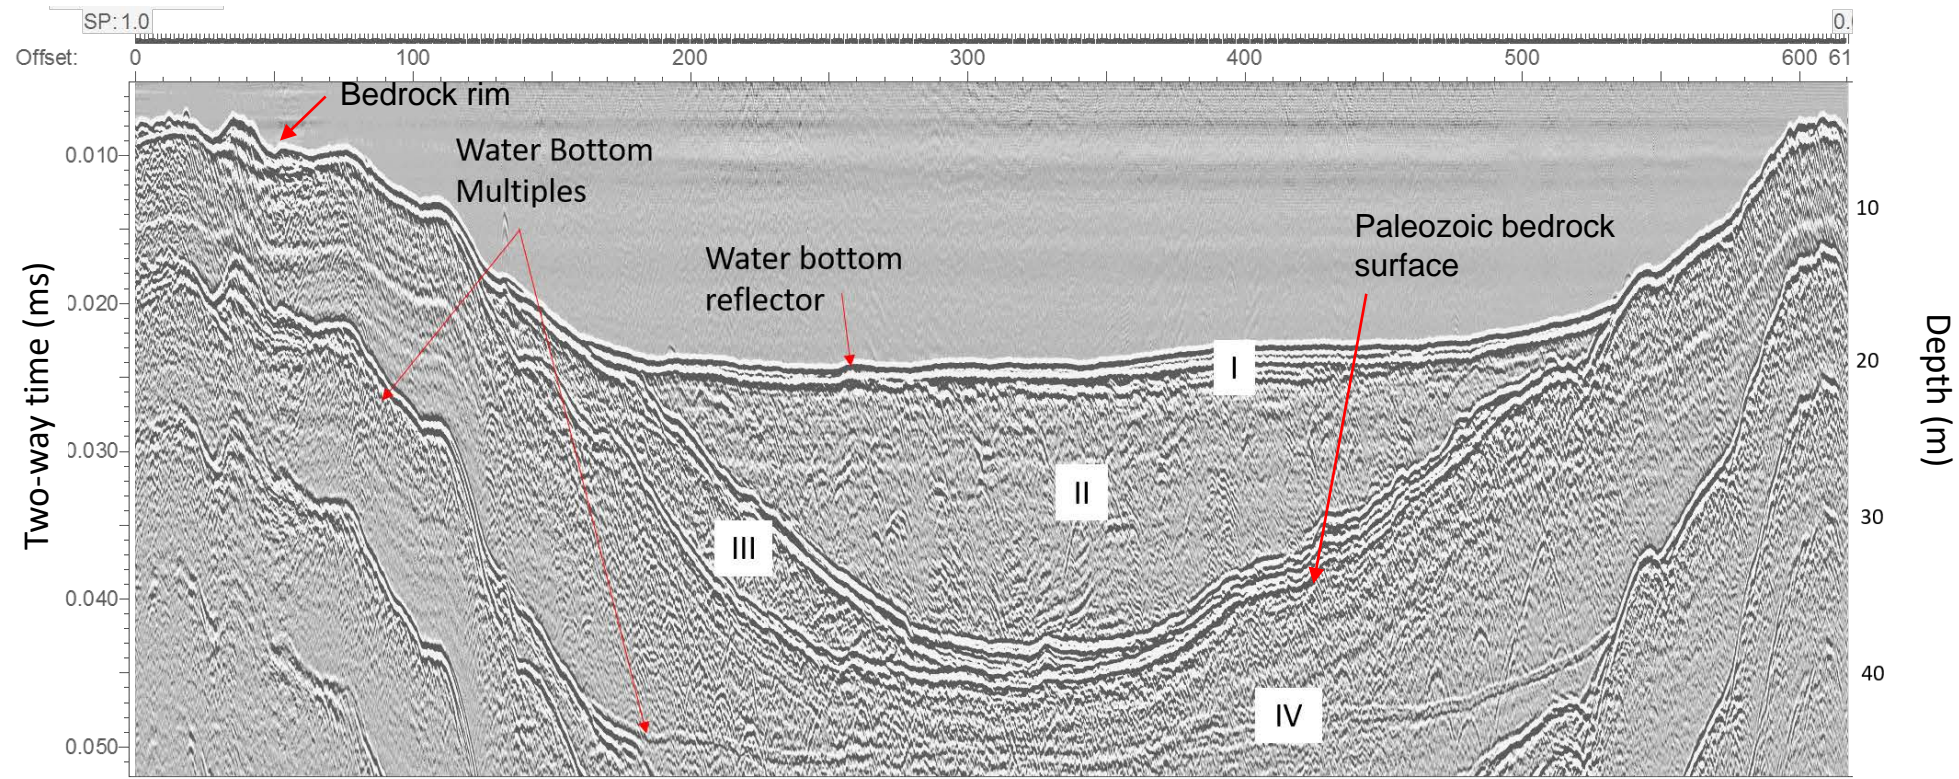 SP: 1.0
0.0
Offset:
0 100 200 300 400 500 600 61
Bedrock rim
Water Bottom
Multiples
Water bottom
reflector
Paleozoic bedrock
surface
Two-way time (ms)
0.010
0.020
0.030
0.040
0.050
10
20
30
40
Depth (m)
I
II
III
IV